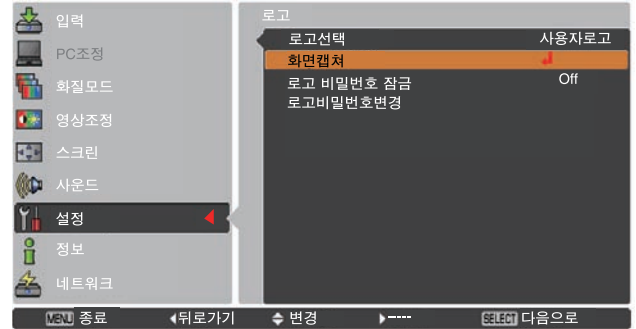 입력
PC조정
화질모드
영상조정
스크린
사운드
설정
정보
네트워크
로고
로고선택 사용자로고
화면캡쳐
로고 비밀번호 잠금 Off
로고비밀번호변경
MENU 종료 뒤로가기 변경 ---- SELECT 다음으로